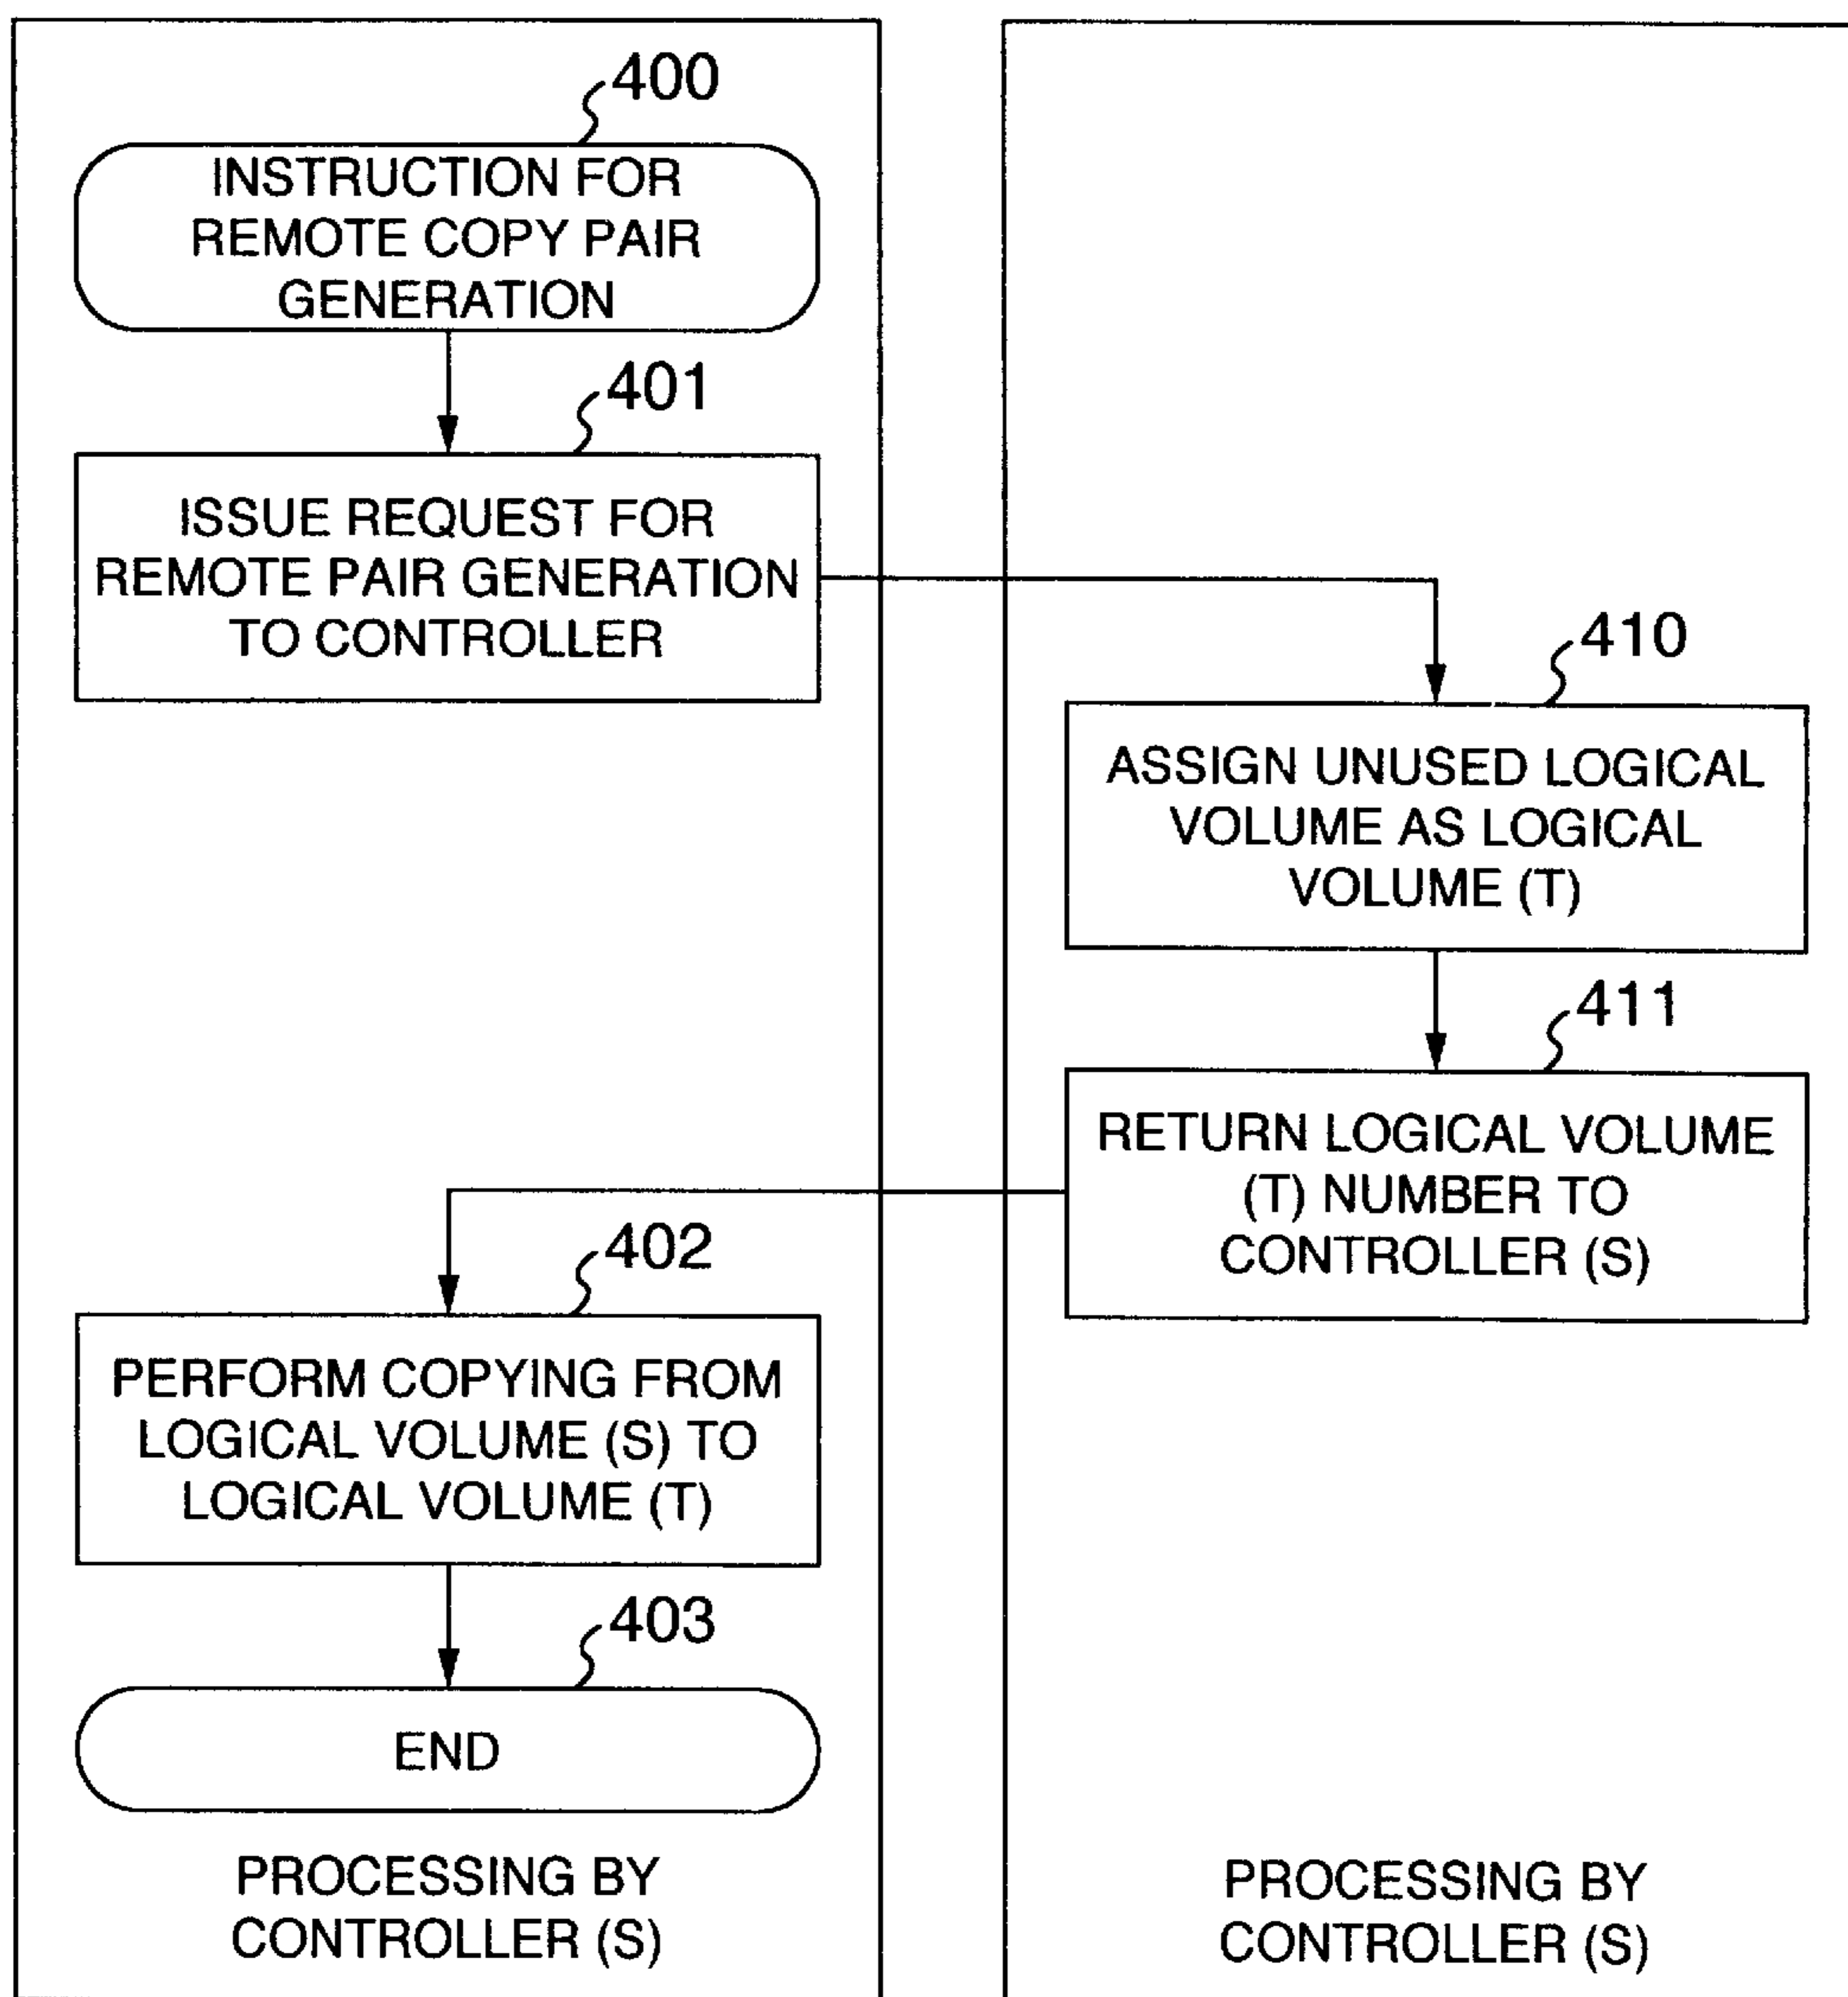 400
INSTRUCTION FOR
REMOTE COPY PAIR
GENERATION
401
ISSUE REQUEST FOR
REMOTE PAIR GENERATION
TO CONTROLLER
410
ASSIGN UNUSED LOGICAL
VOLUME AS LOGICAL
VOLUME (T)
411
RETURN LOGICAL VOLUME
(T) NUMBER TO
CONTROLLER (S)
402
PERFORM COPYING FROM
LOGICAL VOLUME (S) TO
LOGICAL VOLUME (T)
403
END
PROCESSING BY
CONTROLLER (S)
PROCESSING BY
CONTROLLER (S)